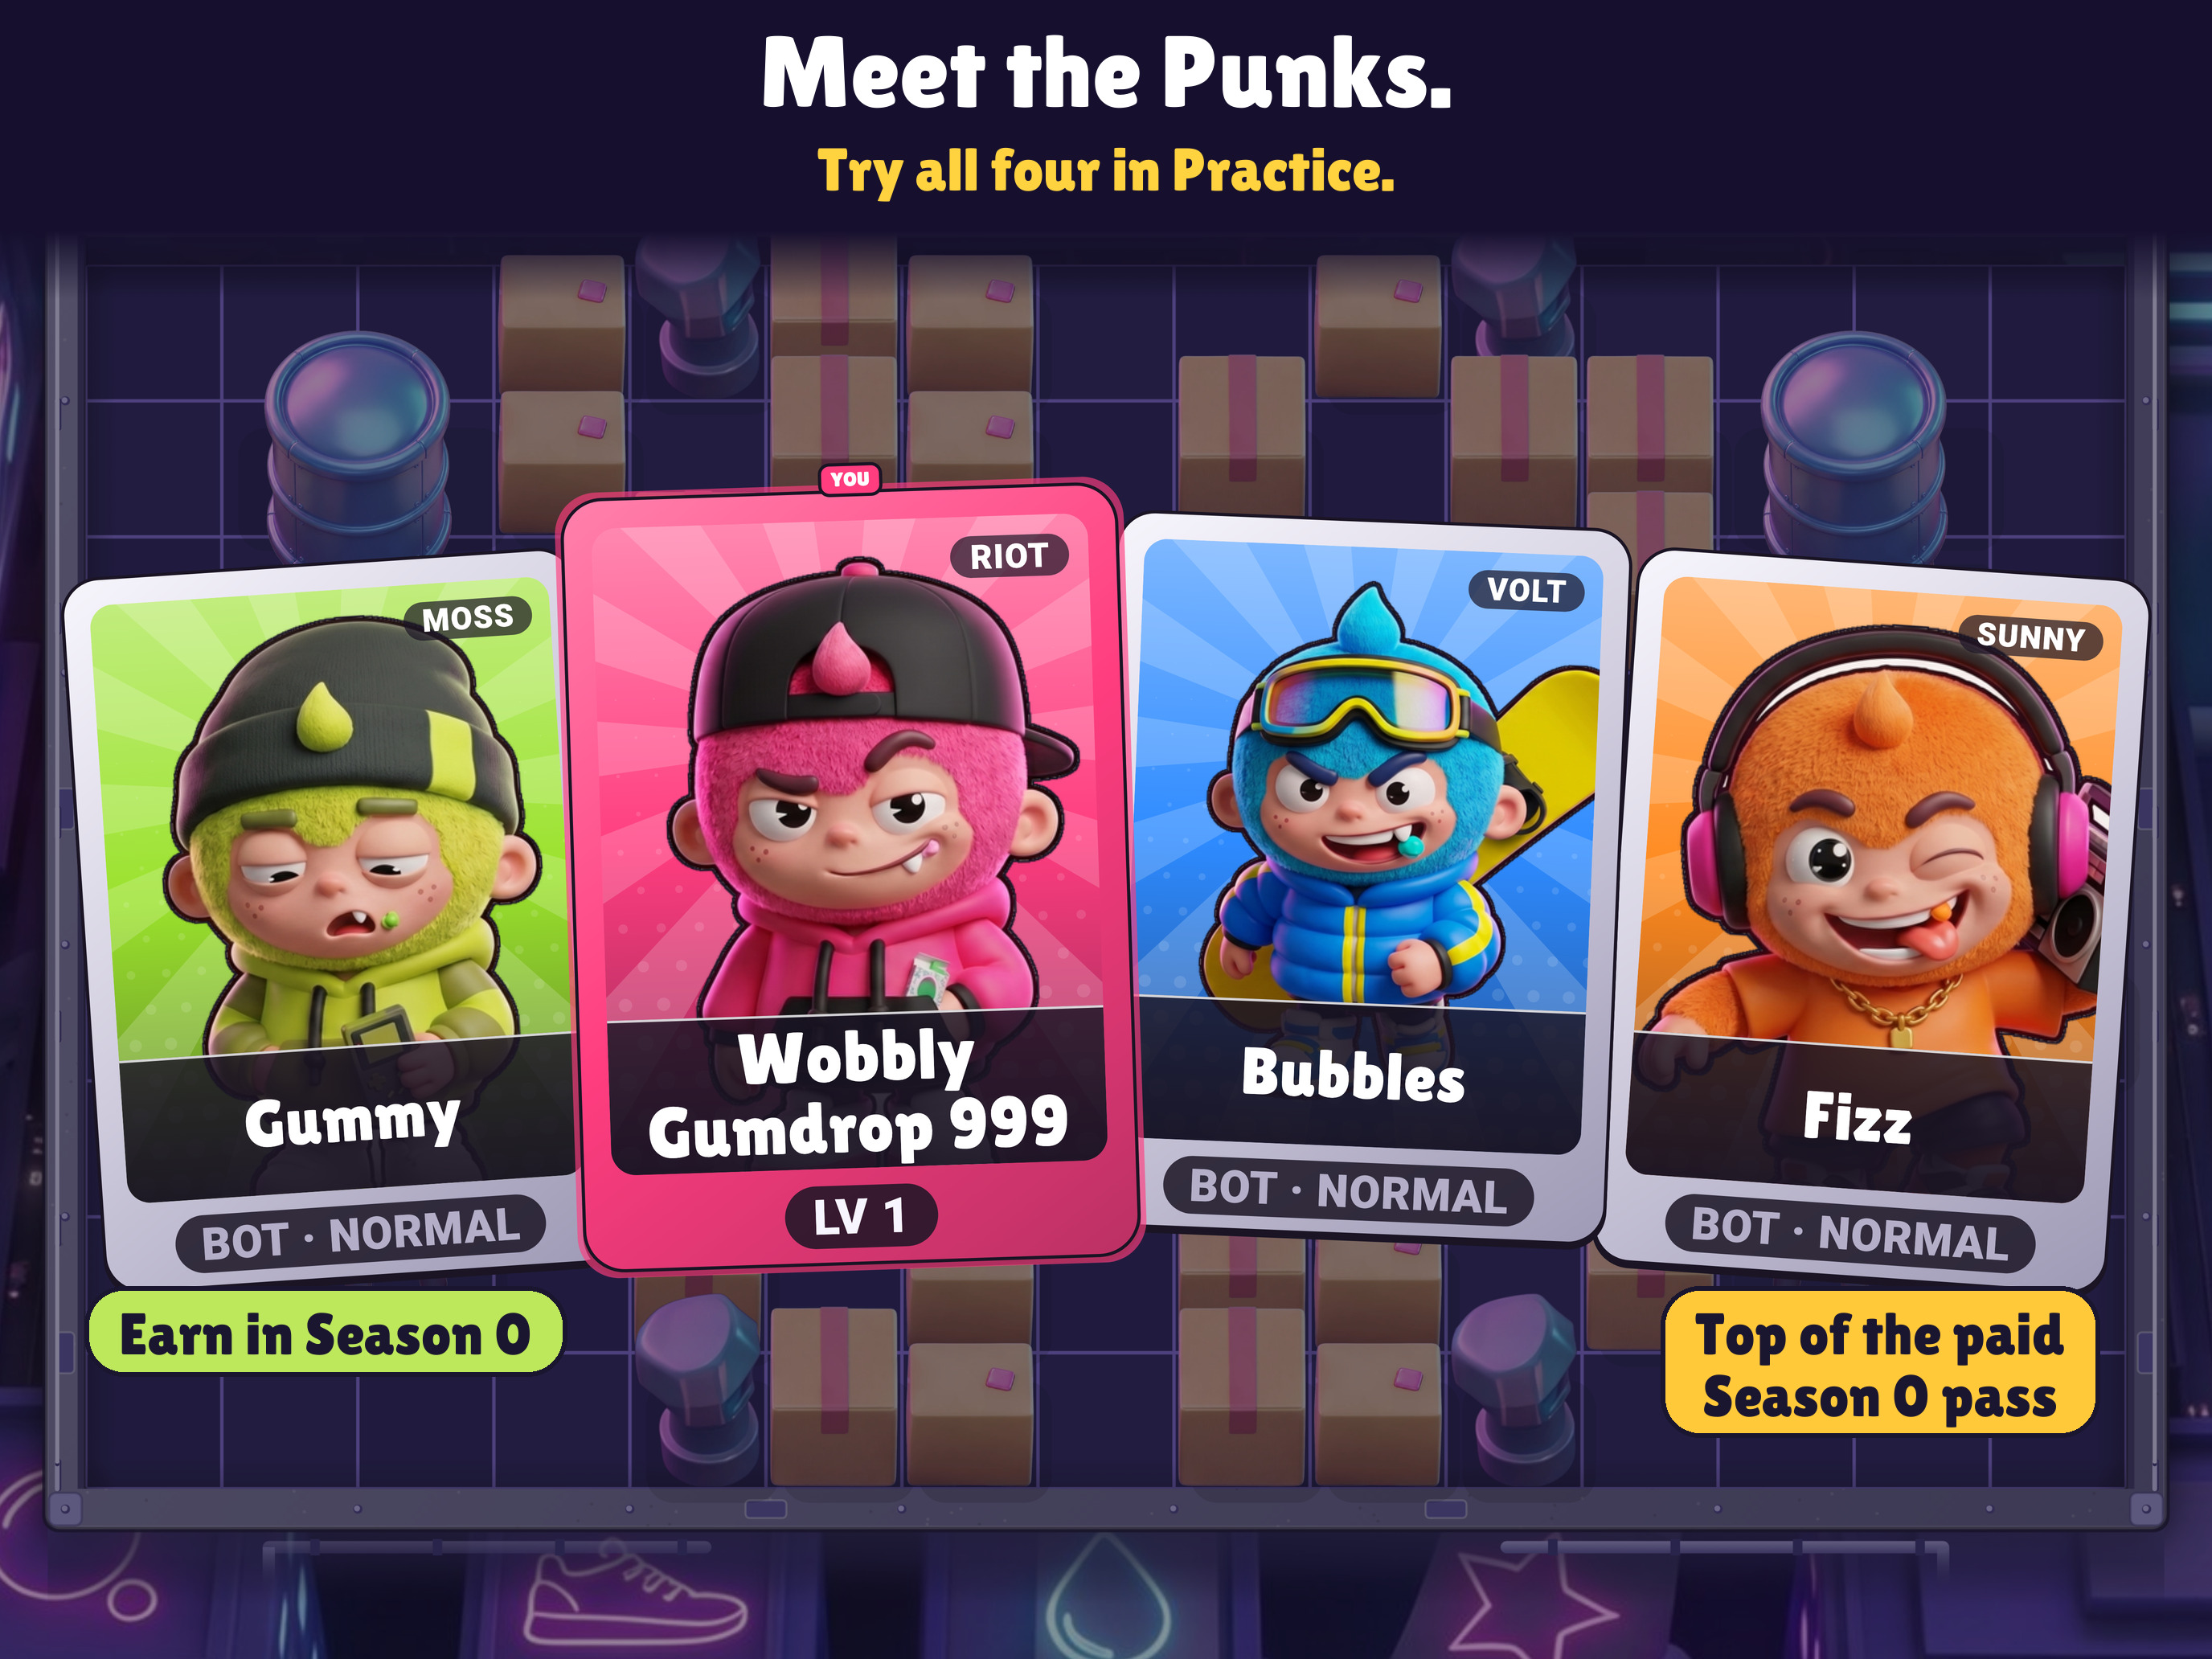 Meet the Punks.
Try all four in Practice.
MOSS
Gummy
BOT · NORMAL
Earn in Season 0
YOU
RIOT
Wobbly
Gumdrop 999
LV 1
VOLT
Bubbles
BOT · NORMAL
SUNNY
Fizz
BOT · NORMAL
Top of the paid
Season 0 pass